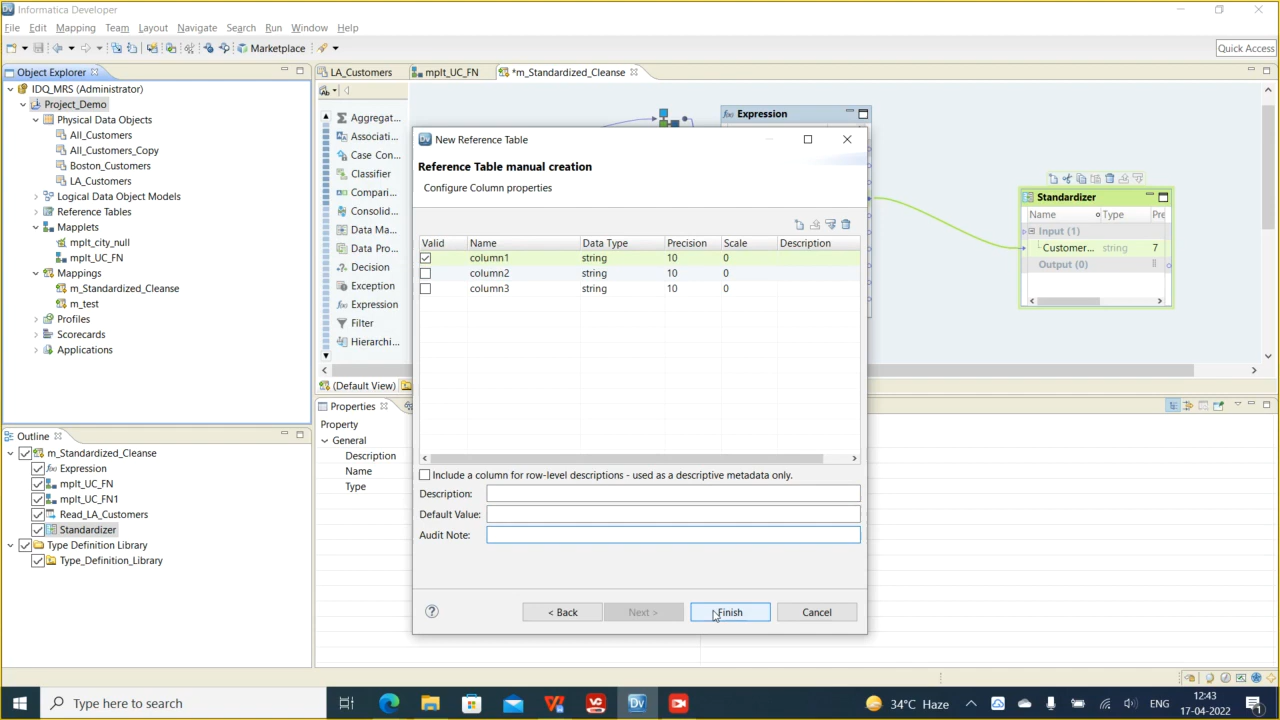 Informatica Developer
File Edit Mapping Team Layout Navigate Search Run Window Help
Marketplace
Quick Access
Object Explorer
IDQ_MRS (Administrator)
Project_Demo
Physical Data Objects
All_Customers
All_Customers_Copy
Boston_Customers
LA_Customers
Logical Data Object Models
Reference Tables
Mapplets
mplt_city_null
mplt_UC_FN
Mappings
m_Standardized_Cleanse
m_test
Profiles
Scorecards
Applications
Outline
m_Standardized_Cleanse
Expression
mplt_UC_FN
mplt_UC_FN1
Read_LA_Customers
Standardizer
Type Definition Library
Type_Definition_Library
LA_Customers mplt_UC_FN *m_Standardized_Cleanse
Aggregat...
Associati...
Case Con...
Classifier
Compari...
Consolid...
Data Ma...
Data Pro...
Decision
Exception
Expression
Filter
Hierarchi...
(Default View)
Expression
Standardizer
Name Type Pre
Input (1)
Customer... string 7
Output (0)
Properties
Property
General
Description
Name
Type
New Reference Table
Reference Table manual creation
Configure Column properties
Valid Name Data Type Precision Scale Description
column1 string 10 0
column2 string 10 0
column3 string 10 0
Include a column for row-level descriptions - used as a descriptive metadata only.
Description:
Default Value:
Audit Note:
< Back Next > Finish Cancel
Type here to search
34°C Haze
ENG
12:43
17-04-2022